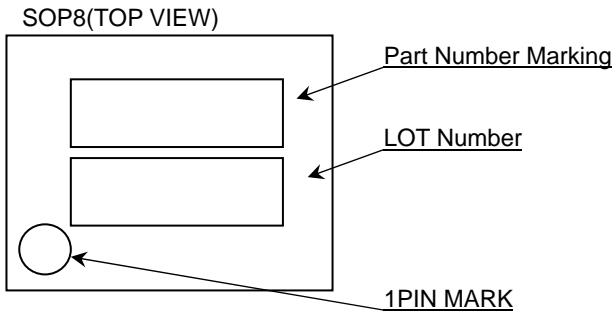 SOP8(TOP VIEW)
Part Number Marking
LOT Number
1PIN MARK